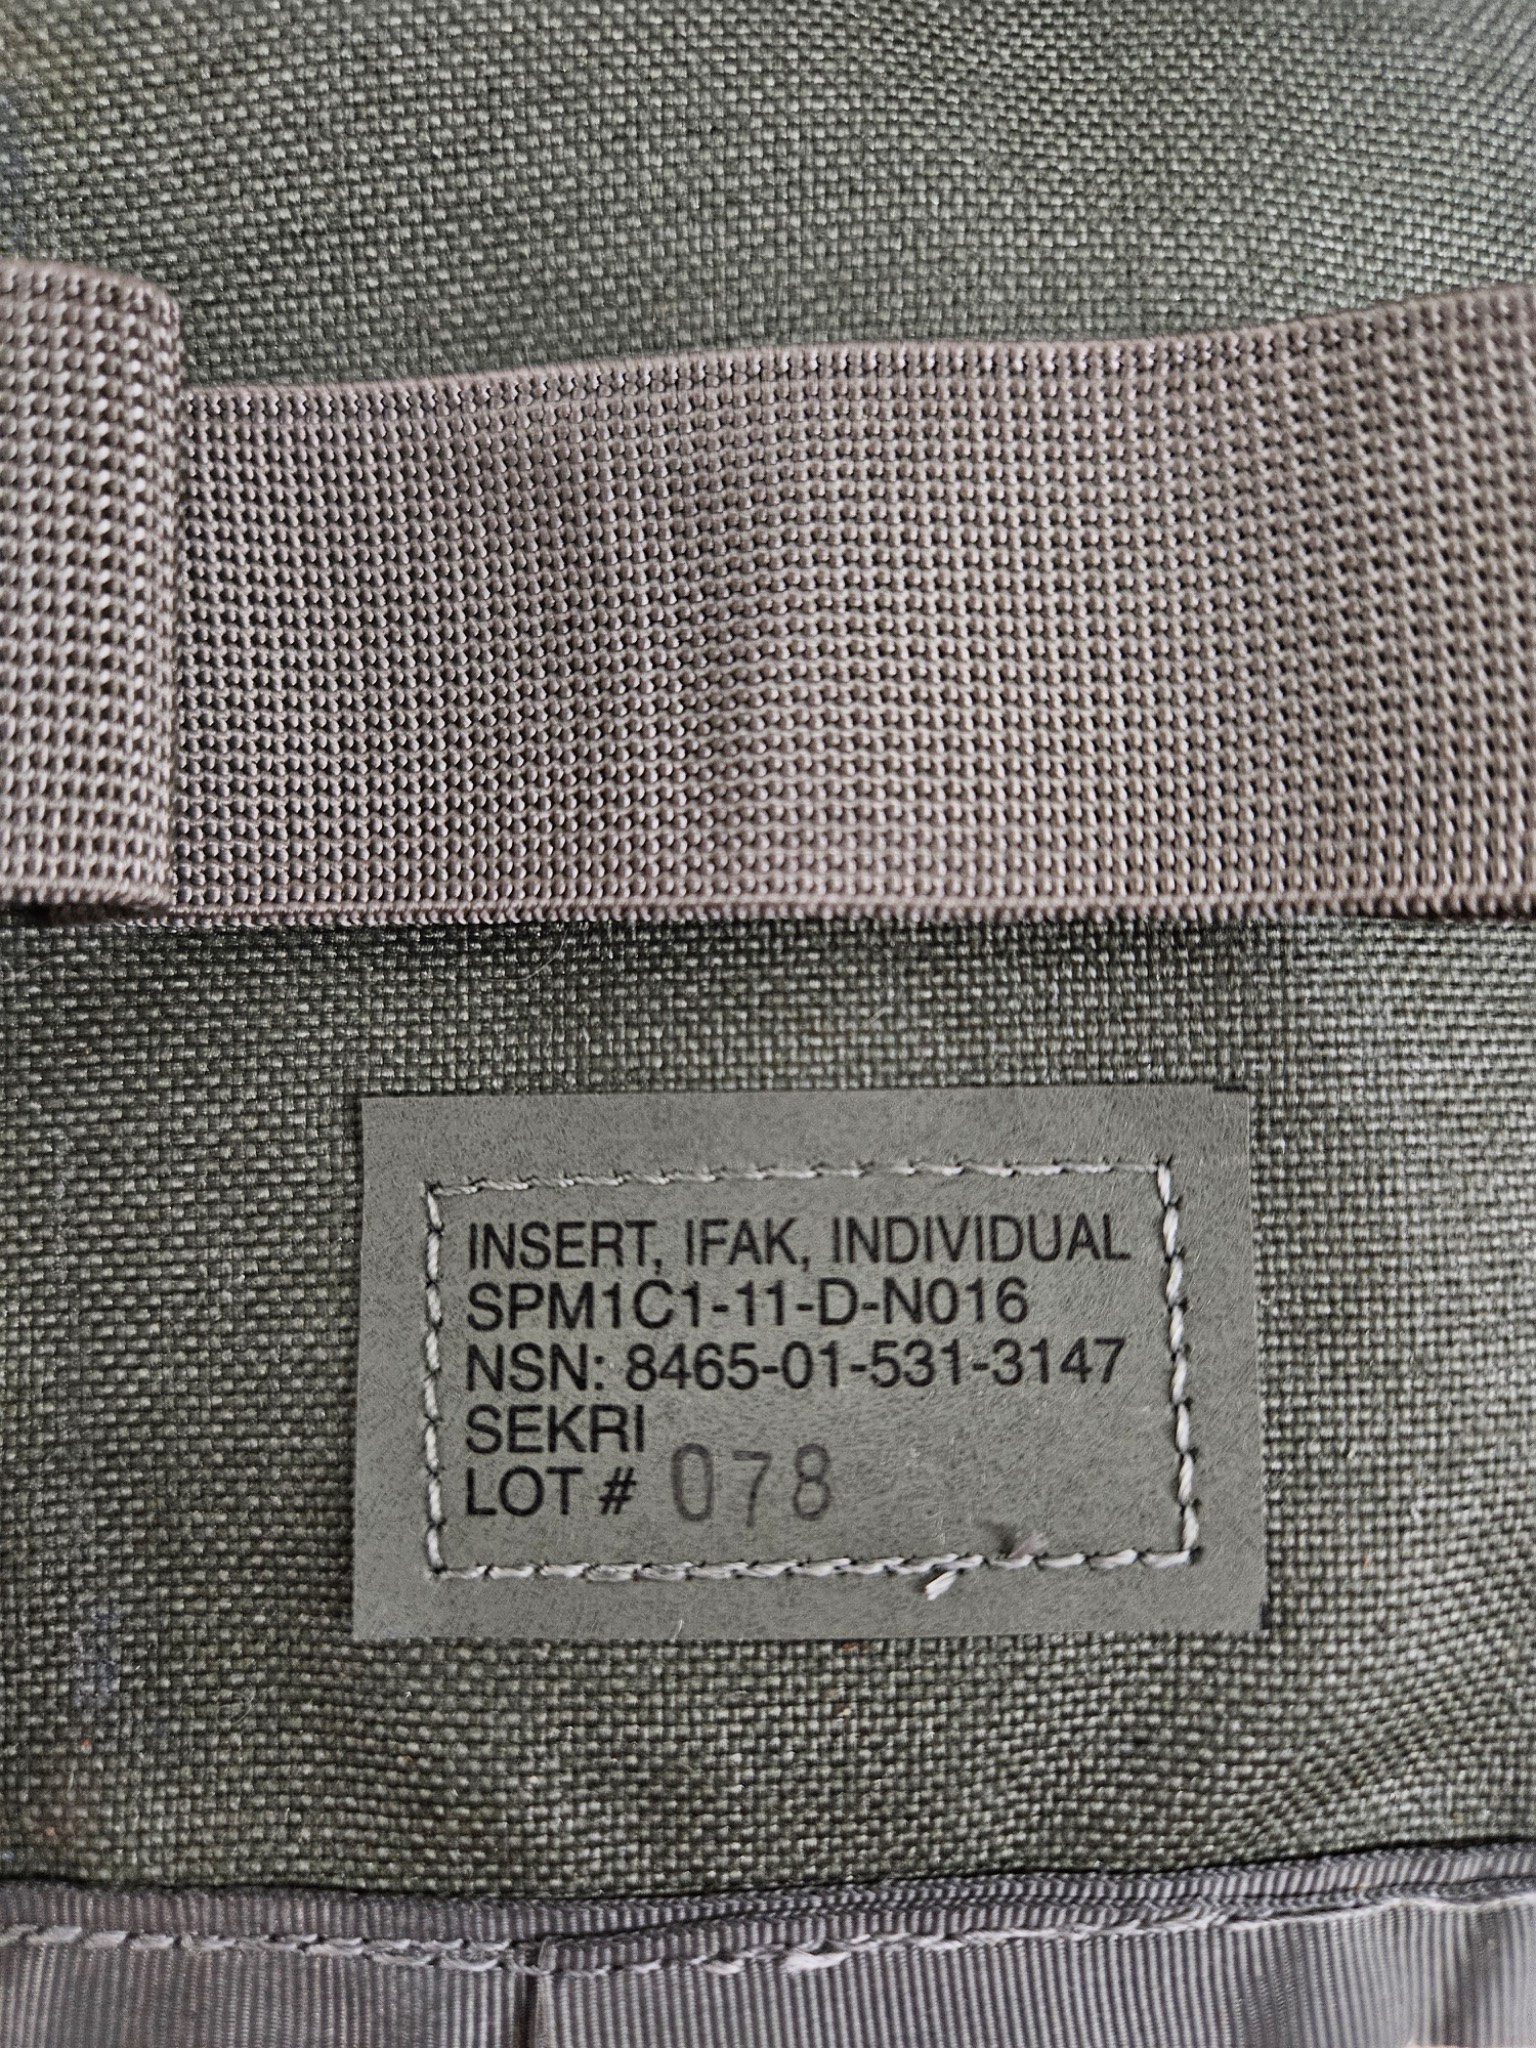 INSERT, IFAK, INDIVIDUAL
SPM1C1-11-D-N016
NSN: 8465-01-531-3147
SEKRI
LOT # 078